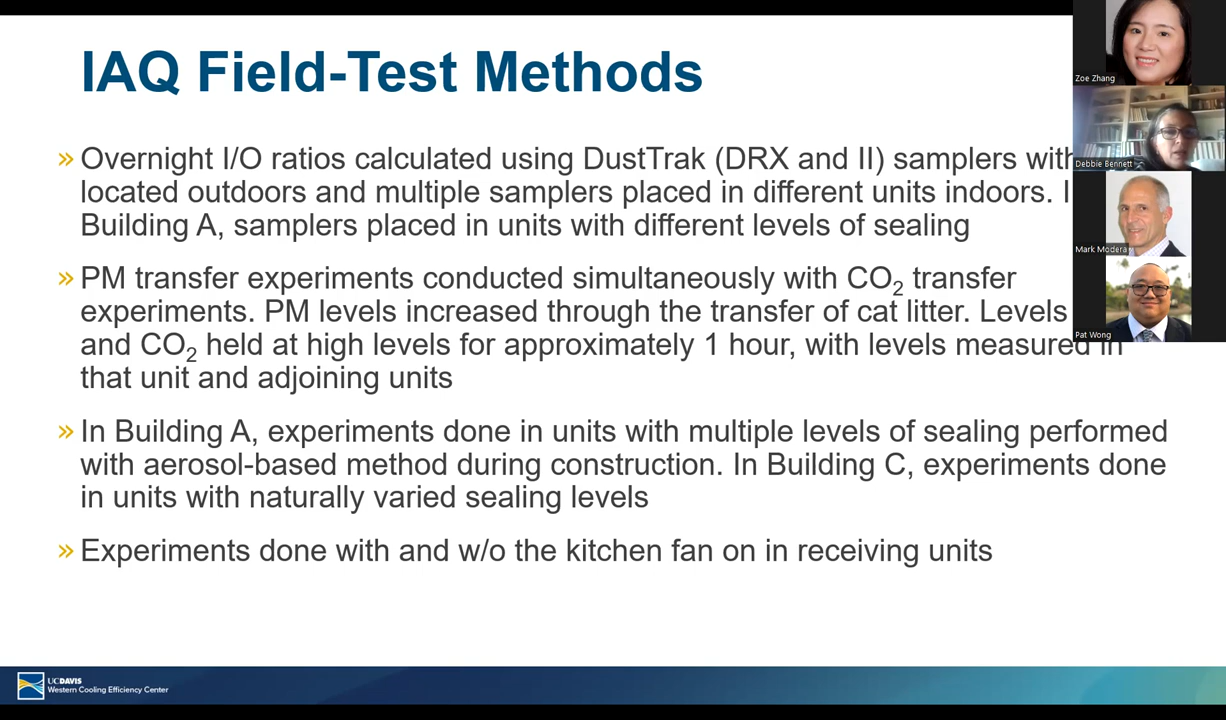 IAQ Field-Test Methods
» Overnight I/O ratios calculated using DustTrak (DRX and II) samplers with
located outdoors and multiple samplers placed in different units indoors.
Building A, samplers placed in units with different levels of sealing
» PM transfer experiments conducted simultaneously with CO2 transfer
experiments. PM levels increased through the transfer of cat litter. Levels
and CO2 held at high levels for approximately 1 hour, with levels measured in
that unit and adjoining units
» In Building A, experiments done in units with multiple levels of sealing performed
with aerosol-based method during construction. In Building C, experiments done
in units with naturally varied sealing levels
» Experiments done with and w/o the kitchen fan on in receiving units
Zoe Zhang
Debbie Bennett
Mark Modera
Pat Wong
UCDAVIS
Western Cooling Efficiency Center